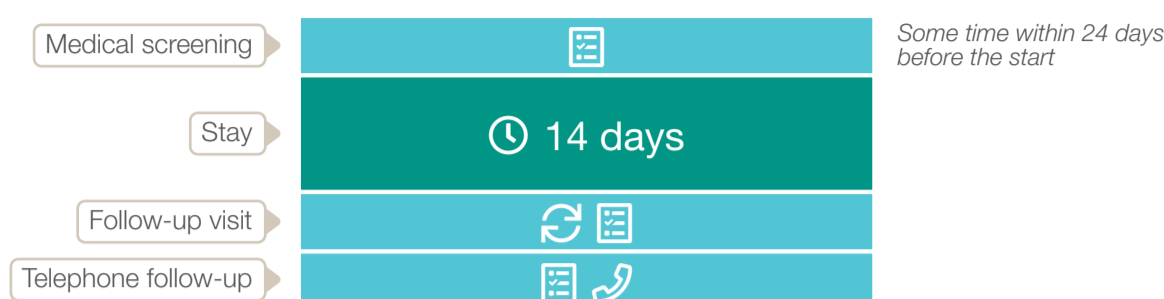 Medical screening
Some time within 24 days
before the start
Stay
14 days
Follow-up visit
Telephone follow-up